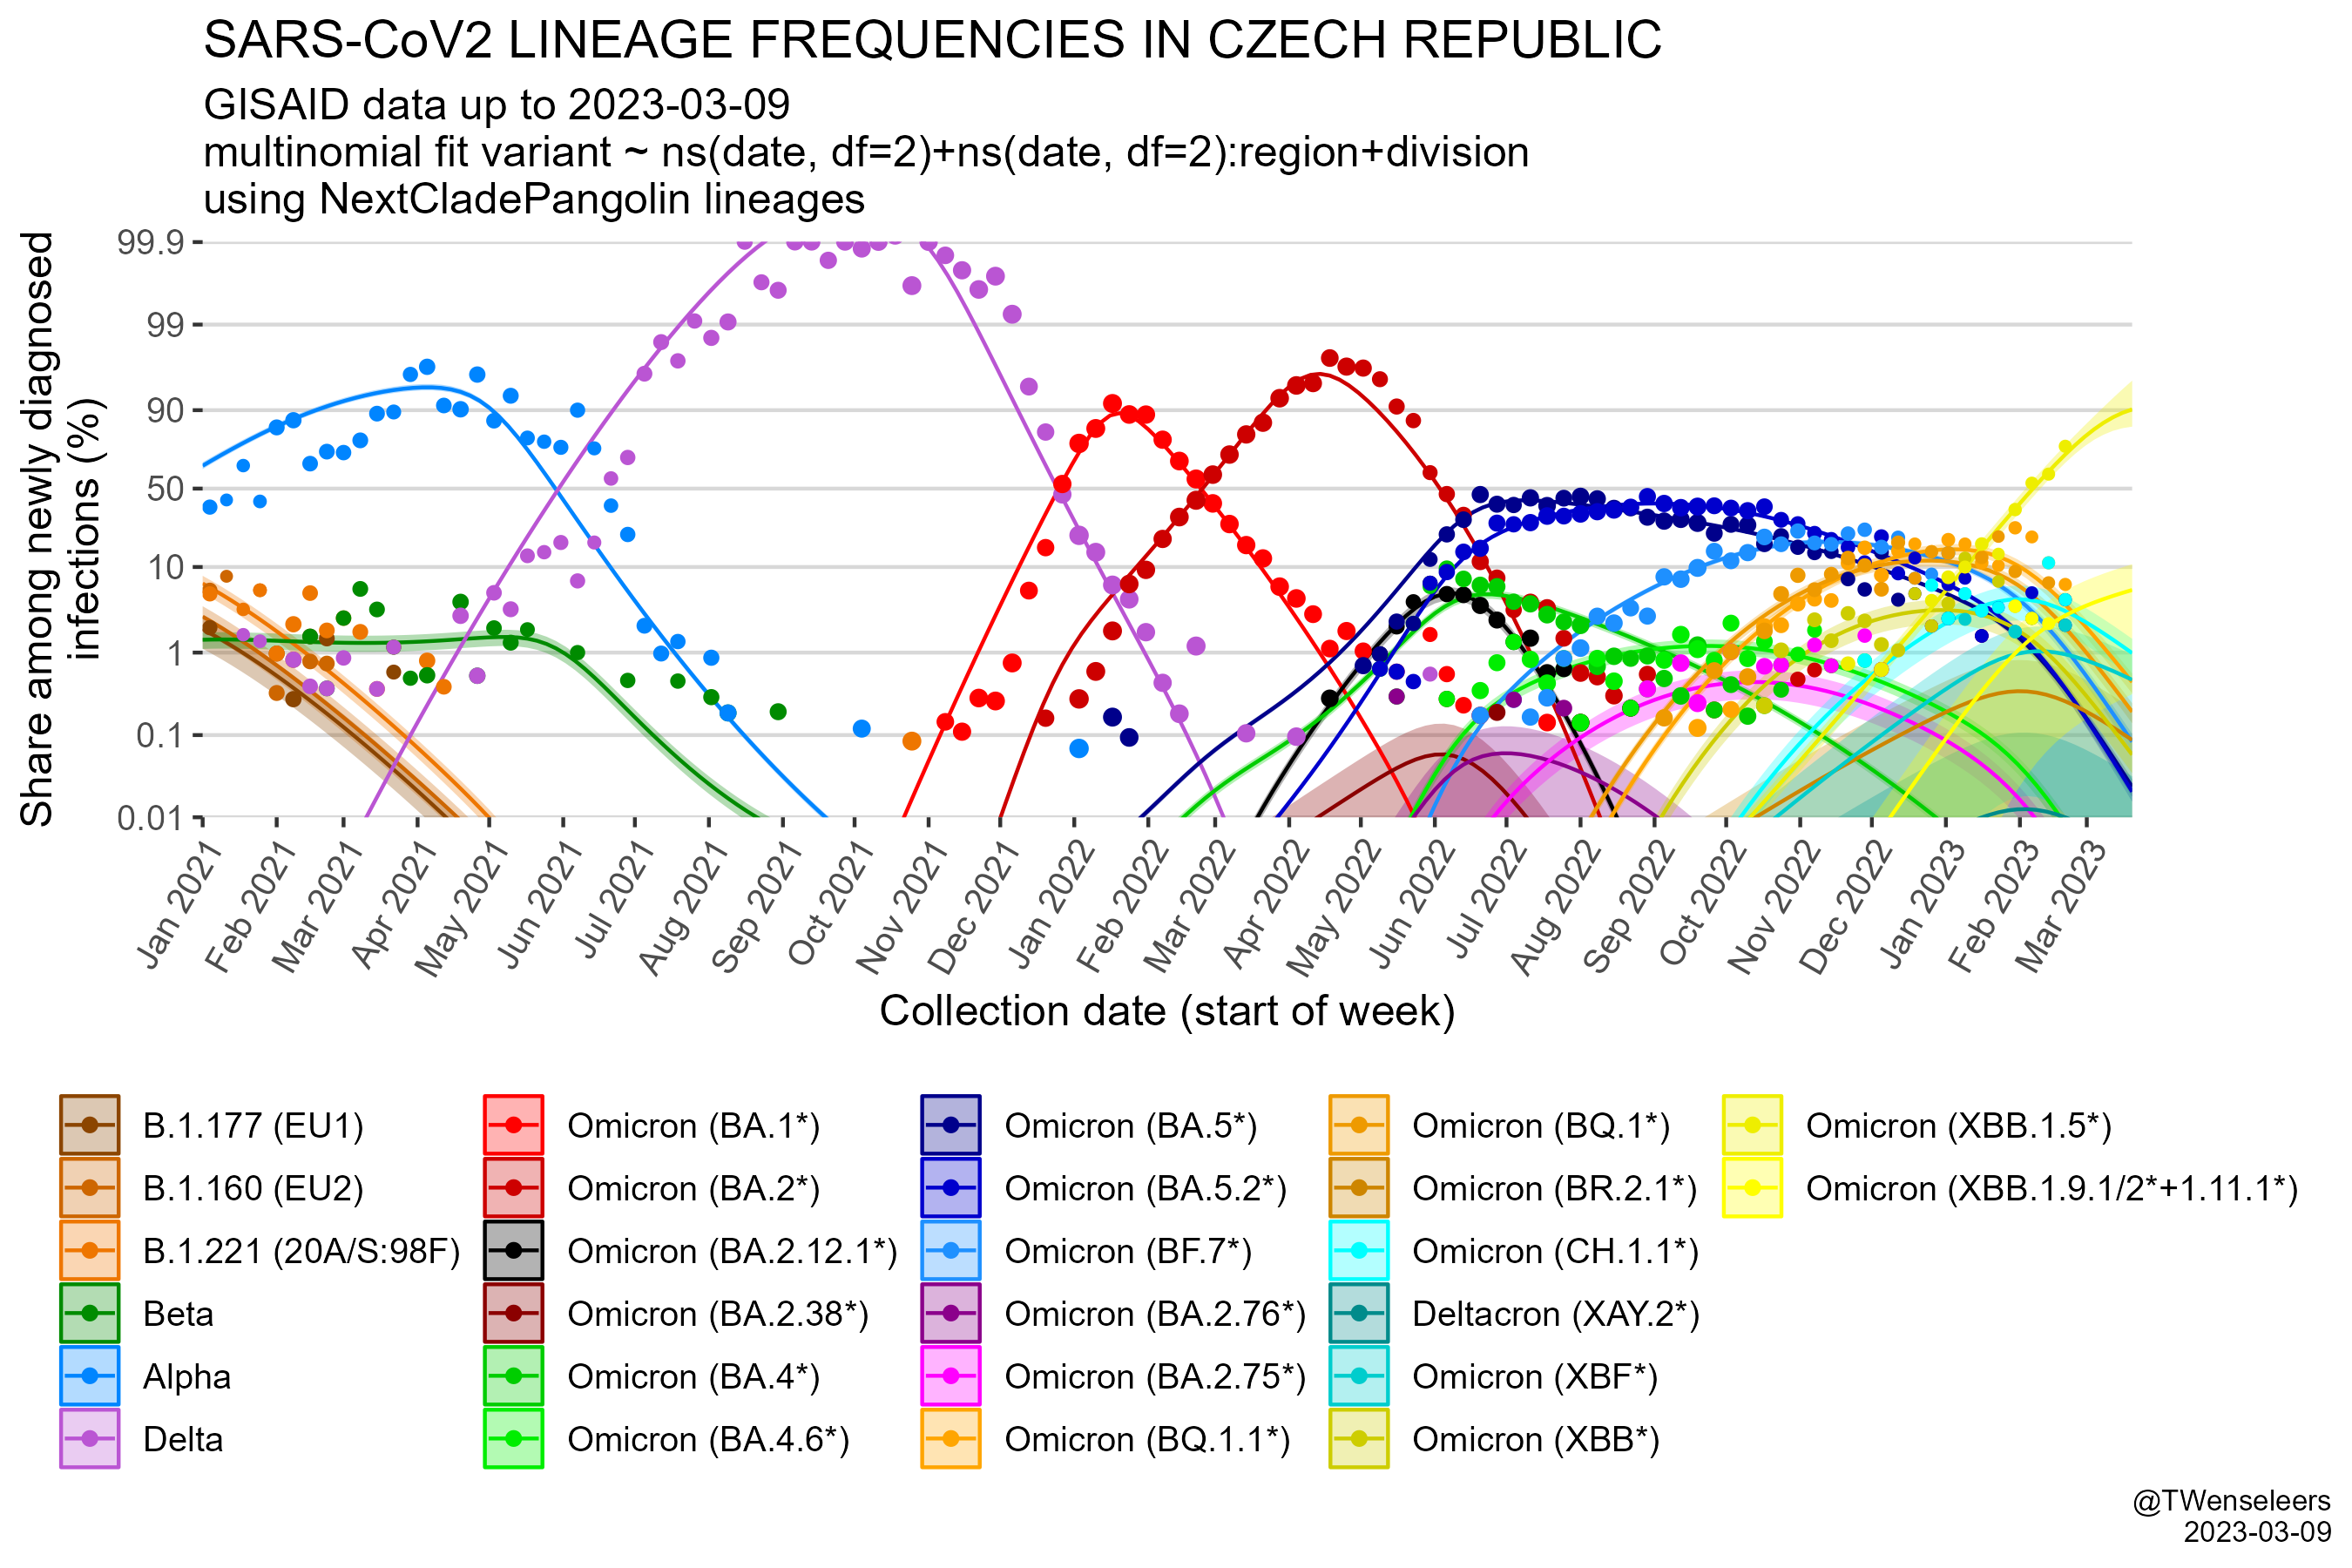 SARS-CoV2 LINEAGE FREQUENCIES IN CZECH REPUBLIC
GISAID data up to 2023-03-09
multinomial fit variant ~ ns(date, df=2)+ns(date, df=2):region+division
using NextCladePangolin lineages
Share among newly diagnosed
infections (%)
99.9
99
90
50
10
1
0.1
0.01
Jan 2021
Feb 2021
Mar 2021
Apr 2021
May 2021
Jun 2021
Jul 2021
Aug 2021
Sep 2021
Oct 2021
Nov 2021
Dec 2021
Jan 2022
Feb 2022
Mar 2022
Apr 2022
May 2022
Jun 2022
Jul 2022
Aug 2022
Sep 2022
Oct 2022
Nov 2022
Dec 2022
Jan 2023
Feb 2023
Mar 2023
Collection date (start of week)
B.1.177 (EU1)
B.1.160 (EU2)
B.1.221 (20A/S:98F)
Beta
Alpha
Delta
Omicron (BA.1*)
Omicron (BA.2*)
Omicron (BA.2.12.1*)
Omicron (BA.2.38*)
Omicron (BA.4*)
Omicron (BA.4.6*)
Omicron (BA.5*)
Omicron (BA.5.2*)
Omicron (BF.7*)
Omicron (BA.2.76*)
Omicron (BA.2.75*)
Omicron (BQ.1.1*)
Omicron (BQ.1*)
Omicron (BR.2.1*)
Omicron (CH.1.1*)
Deltacron (XAY.2*)
Omicron (XBF*)
Omicron (XBB*)
Omicron (XBB.1.5*)
Omicron (XBB.1.9.1/2*+1.11.1*)
@TWenseleers
2023-03-09